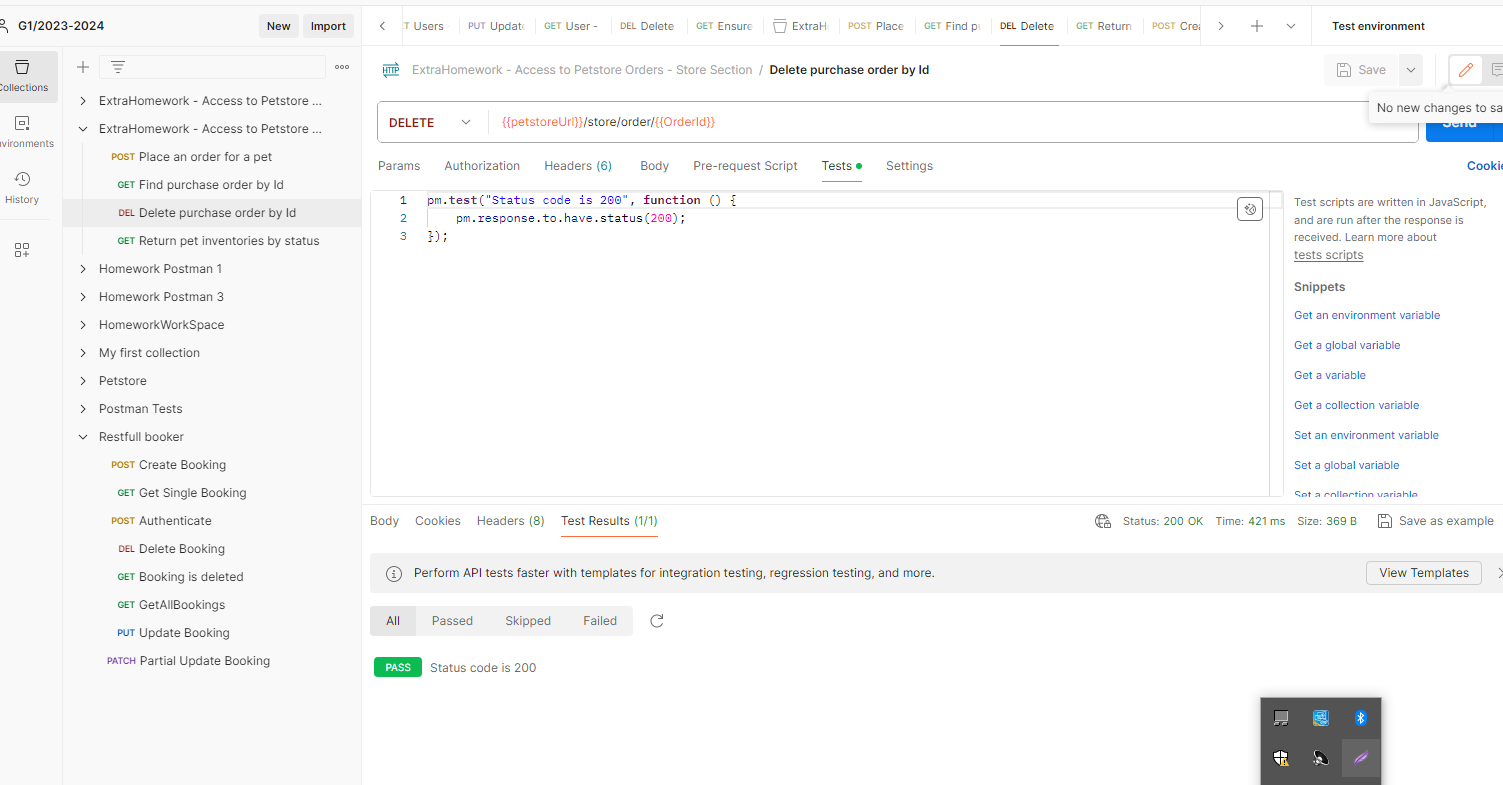 G1/2023-2024
New
Import
Users
PUT Update
GET User -
DEL Delete
GET Ensure
ExtraH
POST Place
GET Find p
DEL Delete
GET Return
POST Crea
Test environment
Collections
Environments
History
ExtraHomework - Access to Petstore ...
ExtraHomework - Access to Petstore ...
POST Place an order for a pet
GET Find purchase order by Id
DEL Delete purchase order by Id
GET Return pet inventories by status
Homework Postman 1
Homework Postman 3
HomeworkWorkSpace
My first collection
Petstore
Postman Tests
Restfull booker
POST Create Booking
GET Get Single Booking
POST Authenticate
DEL Delete Booking
GET Booking is deleted
GET GetAllBookings
PUT Update Booking
PATCH Partial Update Booking
HTTP ExtraHomework - Access to Petstore Orders - Store Section / Delete purchase order by Id
Save
No new changes to sa
DELETE
{{petstoreUrl}}/store/order/{{OrderId}}
Send
Params
Authorization
Headers (6)
Body
Pre-request Script
Tests
Settings
Cookie
1 pm.test("Status code is 200", function () {
2 pm.response.to.have.status(200);
3 });
Test scripts are written in JavaScript,
and are run after the response is
received. Learn more about
tests scripts
Snippets
Get an environment variable
Get a global variable
Get a variable
Get a collection variable
Set an environment variable
Set a global variable
Set a collection variable
Body
Cookies
Headers (8)
Test Results (1/1)
Status: 200 OK
Time: 421 ms
Size: 369 B
Save as example
Perform API tests faster with templates for integration testing, regression testing, and more.
View Templates
All
Passed
Skipped
Failed
PASS
Status code is 200